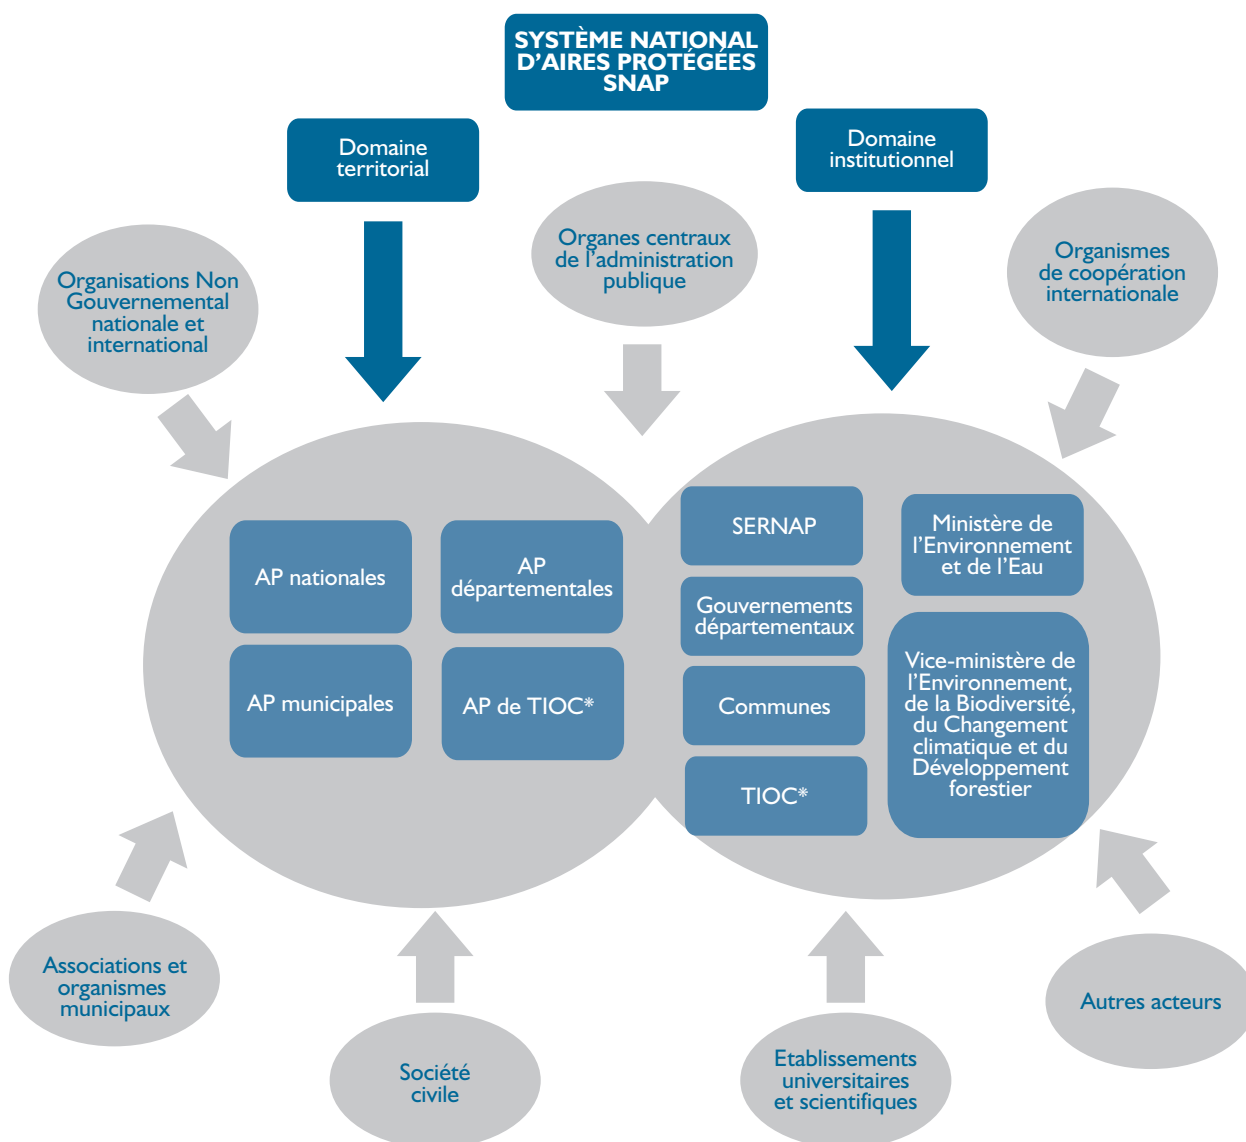 SYSTÈME NATIONAL
D'AIRES PROTÉGÉES
SNAP
Domaine
territorial
Domaine
institutionnel
Organisations Non
Gouvernemental
nationale et
international
Organes centraux
de l'administration
publique
Organismes
de coopération
internationale
AP nationales
AP
départementales
AP municipales
AP de TIOC*
SERNAP
Gouvernements
départementaux
Communes
TIOC*
Ministère de
l'Environnement
et de l'Eau
Vice-ministère de
l'Environnement,
de la Biodiversité,
du Changement
climatique et du
Développement
forestier
Associations et
organismes
municipaux
Société
civile
Etablissements
universitaires
et scientifiques
Autres acteurs